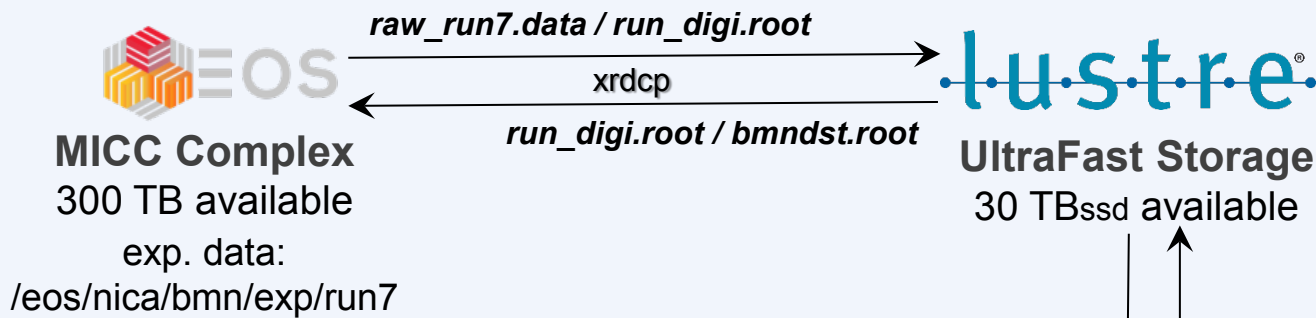 raw_run7.data / run_digi.root
EOS
xrdcp
lustre®
run_digi.root / bmndst.root
MICC Complex
300 TB available
exp. data:
/eos/nica/bmn/exp/run7
UltraFast Storage
30 TBssd available